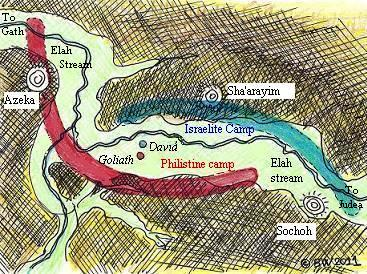 To
Gath
Elah
Stream
Azeka
Sha'arayim
Israelite Camp
David
Goliath
Philistine camp
Elah
stream
To
Judea
Sochoh
© BW 2011